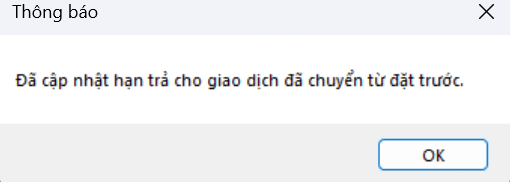 Thông báo
Đã cập nhật hạn trả cho giao dịch đã chuyển từ đặt trước.
OK